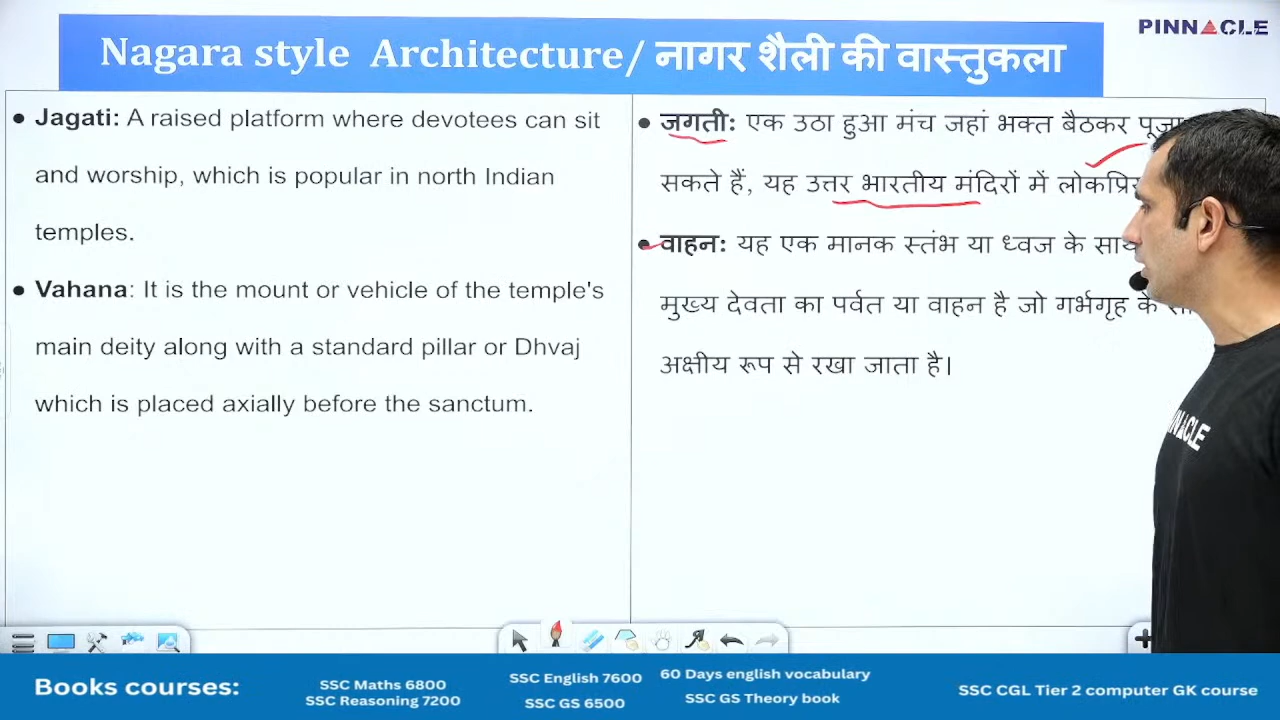 PINNACLE
Nagara style Architecture/ नागर शैली की वास्तुकला
● Jagati: A raised platform where devotees can sit
and worship, which is popular in north Indian
temples.
● Vahana: It is the mount or vehicle of the temple's
main deity along with a standard pillar or Dhvaj
which is placed axially before the sanctum.
● जगती: एक उठा हुआ मंच जहां भक्त बैठकर पूजा
सकते हैं, यह उत्तर भारतीय मंदिरों में
● वाहन: यह एक मानक स्तंभ या ध्वज के
मुख्य देवता का पर्वत या वाहन है जो गर्भगृह के
अक्षीय रूप से रखा जाता है।
Books courses:
SSC Maths 6800
SSC Reasoning 7200
SSC English 7600
SSC GS 6500
60 Days english vocabulary
SSC GS Theory book
SSC CGL Tier 2 computer GK course